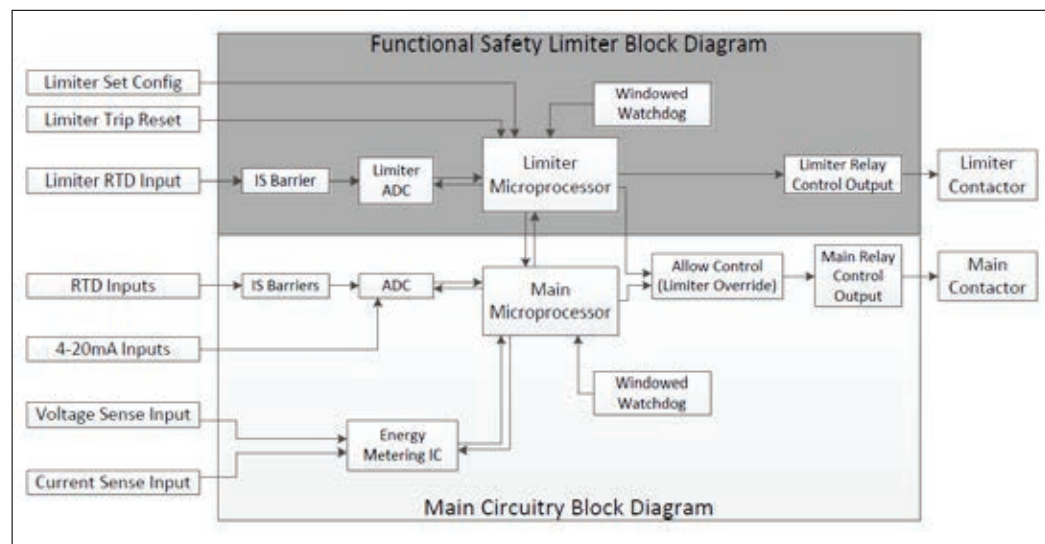 Functional Safety Limiter Block Diagram
Limiter Set Config
Limiter Trip Reset
Windowed
Watchdog
Limiter RTD Input
IS Barrier
Limiter
ADC
Limiter
Microprocessor
Limiter Relay
Control Output
Limiter
Contactor
RTD Inputs
IS Barriers
ADC
Main
Microprocessor
Allow Control
(Limiter Override)
Main Relay
Control
Output
Main
Contactor
4-20mA Inputs
Windowed
Watchdog
Voltage Sense Input
Energy
Metering IC
Current Sense Input
Main Circuitry Block Diagram